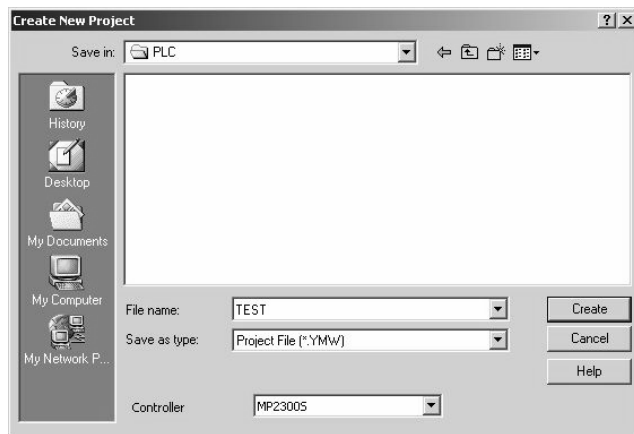 Create New Project
Save in: PLC
History
Desktop
My Documents
My Computer
My Network P...
File name: TEST
Create
Save as type: Project File (*.YMW)
Cancel
Help
Controller MP2300S